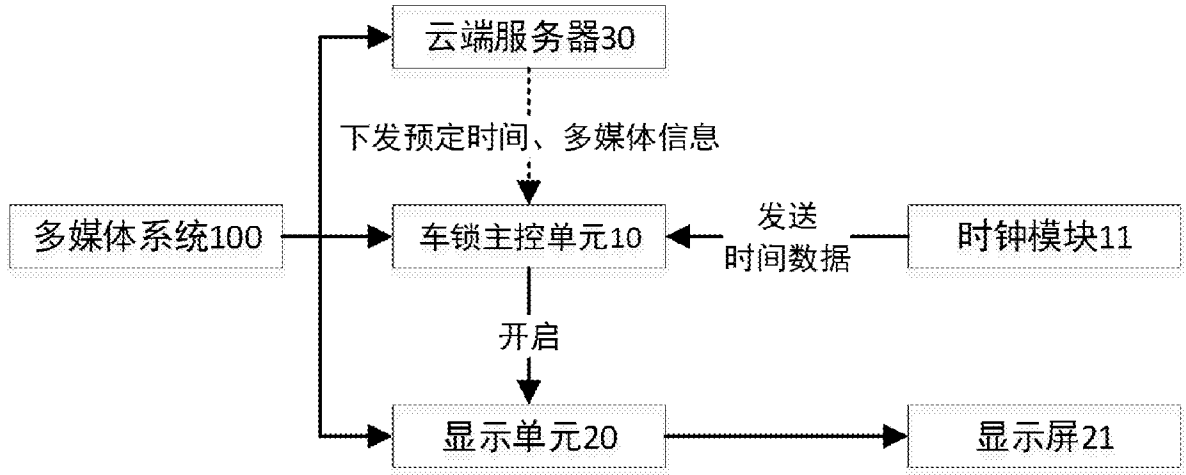 云端服务器30
下发预定时间、多媒体信息
多媒体系统100
车锁主控单元10
发送
时间数据
时钟模块11
开启
显示单元20
显示屏21